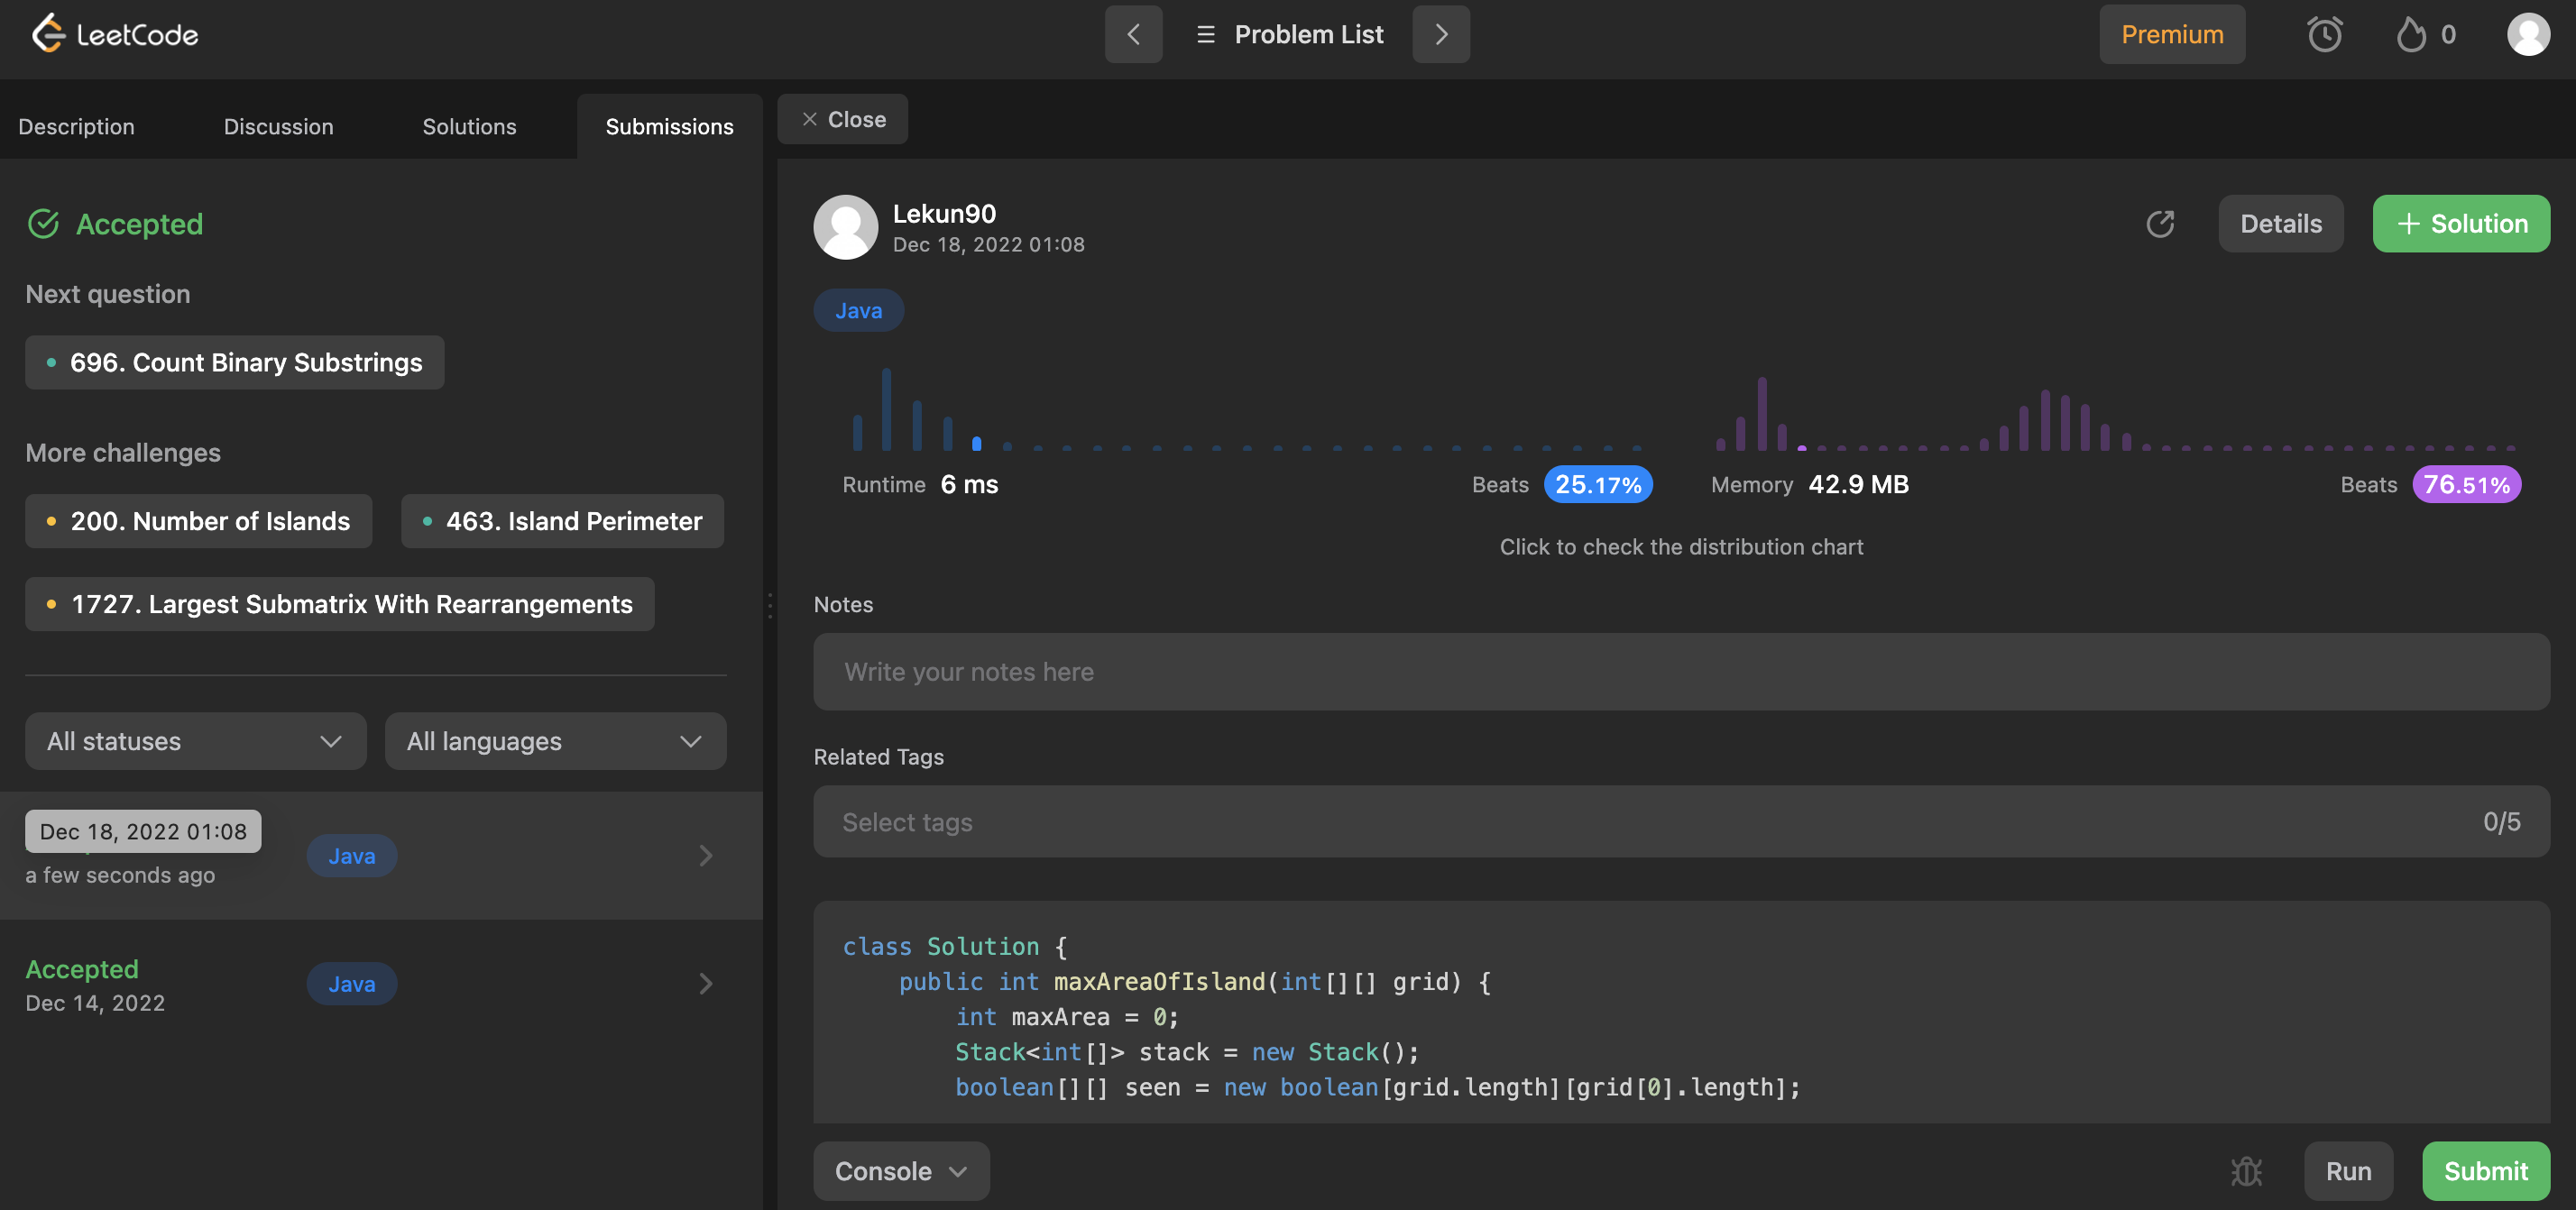 LeetCode
Problem List
Premium
0
Description
Discussion
Solutions
Submissions
Close
Accepted
Next question
696. Count Binary Substrings
More challenges
200. Number of Islands
463. Island Perimeter
1727. Largest Submatrix With Rearrangements
All statuses
All languages
Dec 18, 2022 01:08
a few seconds ago
Java
Accepted
Dec 14, 2022
Java
Lekun90
Dec 18, 2022 01:08
Details
+ Solution
Java
Runtime 6 ms
Beats 25.17%
Memory 42.9 MB
Beats 76.51%
Click to check the distribution chart
Notes
Write your notes here
Related Tags
Select tags
0/5
class Solution {
    public int maxAreaOfIsland(int[][] grid) {
        int maxArea = 0;
        Stack<int[]> stack = new Stack();
        boolean[][] seen = new boolean[grid.length][grid[0].length];
Console
Run
Submit